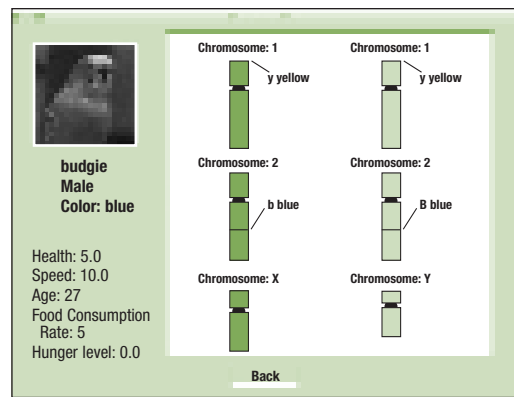 budgie
Male
Color: blue
Health: 5.0
Speed: 10.0
Age: 27
Food Consumption
Rate: 5
Hunger level: 0.0
Chromosome: 1
y yellow
Chromosome: 1
y yellow
Chromosome: 2
b blue
Chromosome: 2
B blue
Chromosome: X
Chromosome: Y
Back